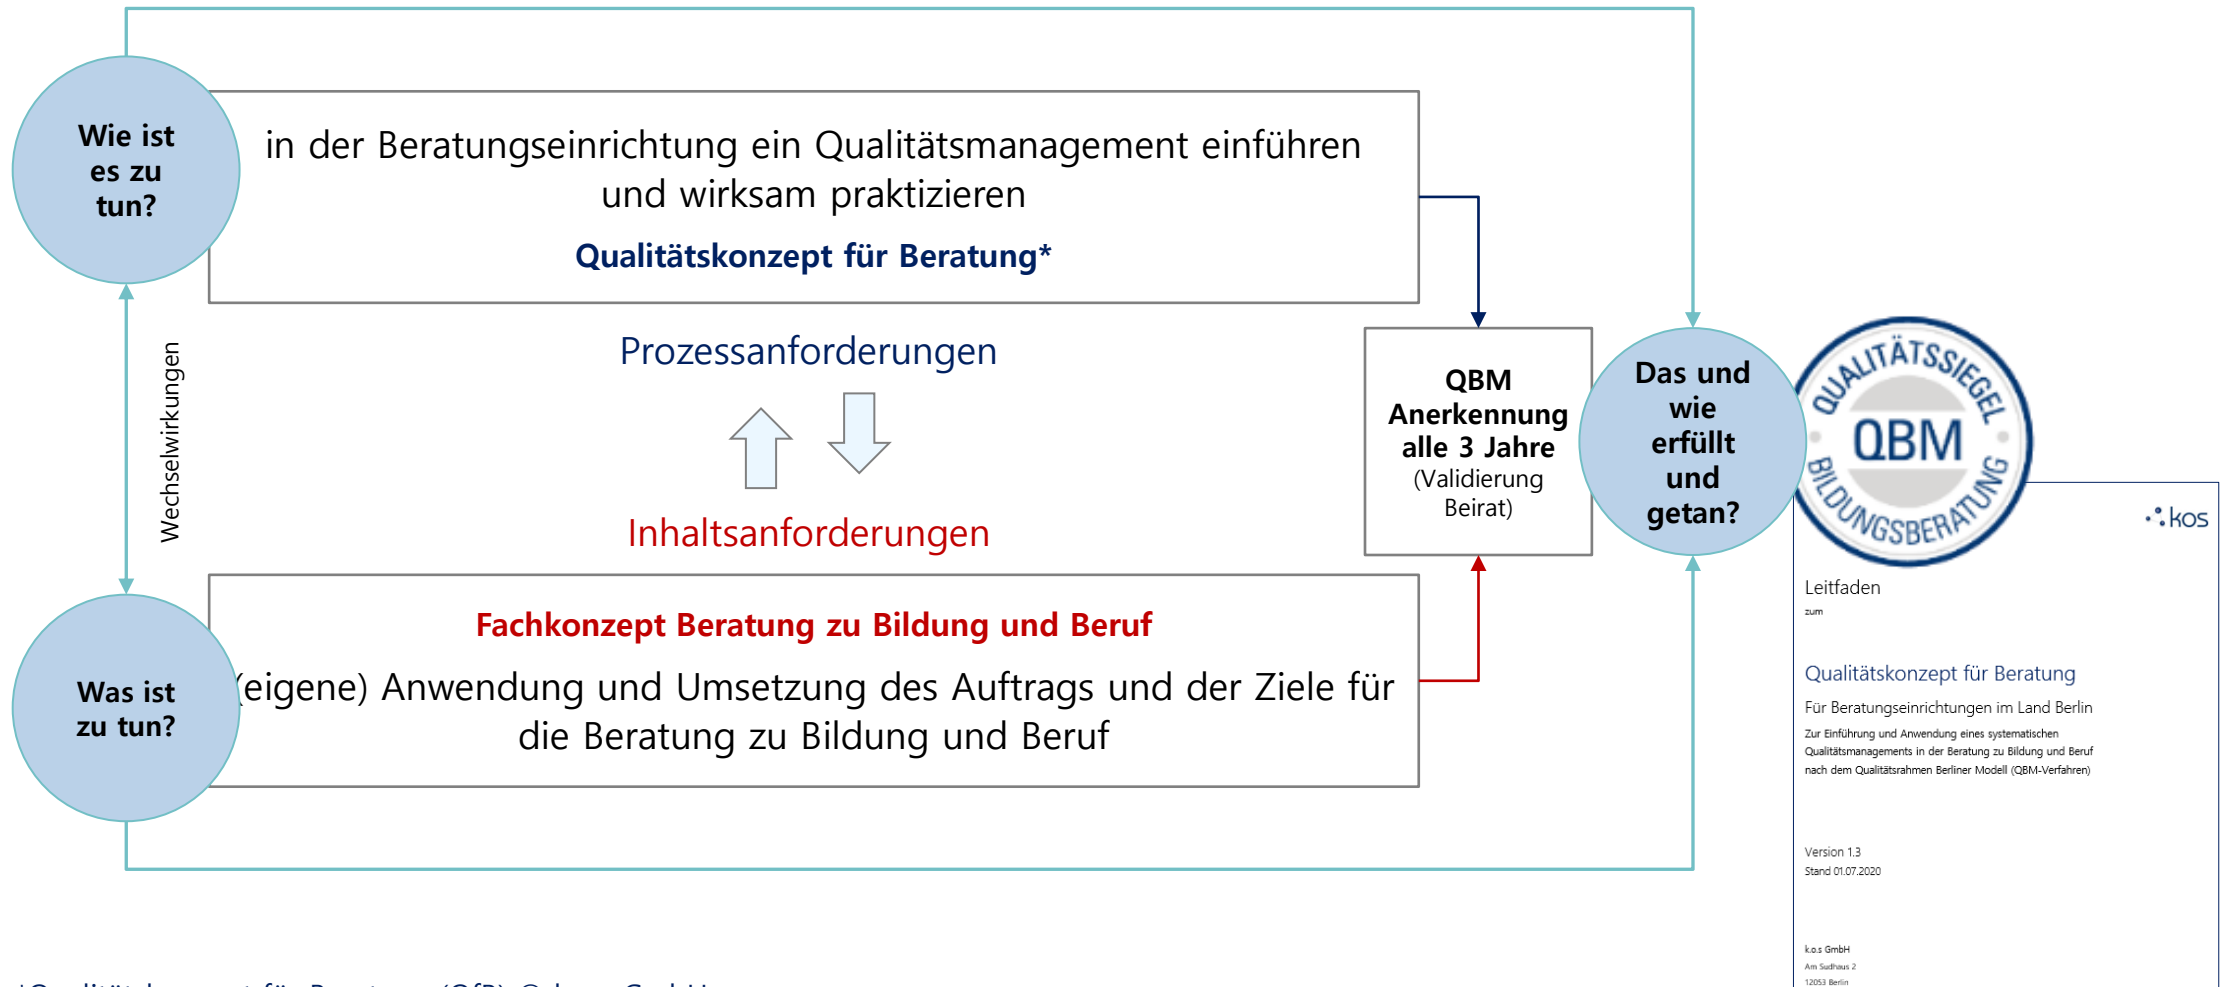 Wie ist
es zu
tun?
in der Beratungseinrichtung ein Qualitätsmanagement einführen
und wirksam praktizieren
Qualitätskonzept für Beratung*
Wechselwirkungen
Prozessanforderungen
Inhaltsanforderungen
QBM
Anerkennung
alle 3 Jahre
(Validierung
Beirat)
Das und
wie
erfüllt
und
getan?
Was ist
zu tun?
Fachkonzept Beratung zu Bildung und Beruf
(eigene) Anwendung und Umsetzung des Auftrags und der Ziele für
die Beratung zu Bildung und Beruf
QUALITÄTSSIEGEL
QBM
BILDUNGSBERATUNG
kos
Leitfaden
zum
Qualitätskonzept für Beratung
Für Beratungseinrichtungen im Land Berlin
Zur Einführung und Anwendung eines systematischen
Qualitätsmanagements in der Beratung zu Bildung und Beruf
nach dem Qualitätsrahmen Berliner Modell (QBM-Verfahren)
Version 1.3
Stand 01.07.2020
k.o.s GmbH
Am Sudhaus 2
12053 Berlin